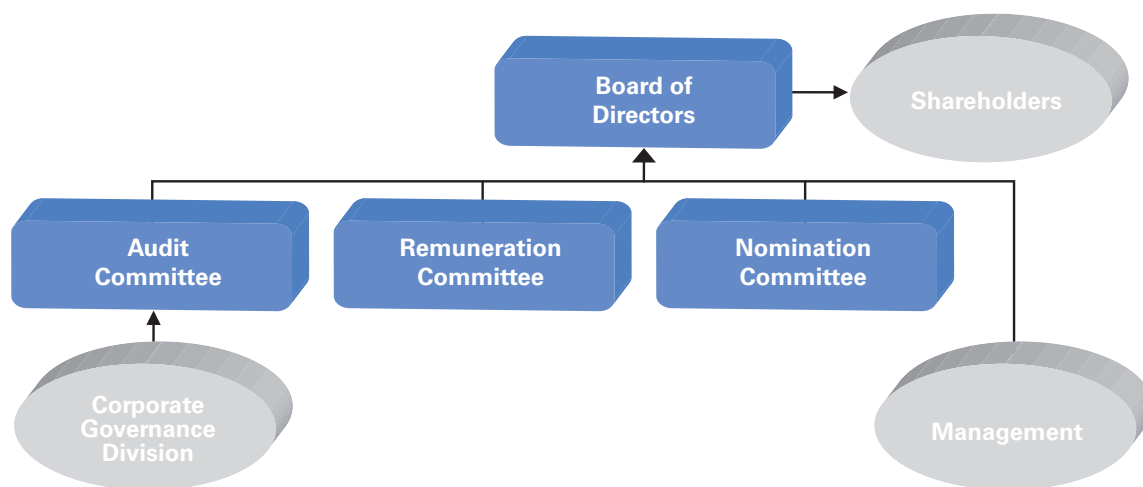 Board of
Directors
Shareholders
Audit
Committee
Remuneration
Committee
Nomination
Committee
Corporate
Governance
Division
Management